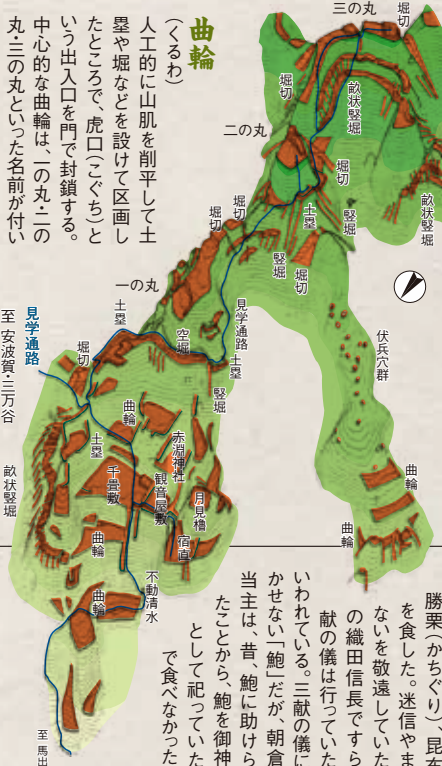 曲輪
(くるわ)
人工的に山肌を削平して土
塁や堀などを設けて区画し
たところで、虎口(こぐち)と
いう出入口を門で封鎖する。
中心的な曲輪は、一の丸・二の
丸・三の丸といった名前が付い
三の丸
堀切
堀切
畝状竪堀
二の丸
堀切
畝状竪堀
土塁
竪堀
堀切
堀切
竪堀
堀切
一の丸
見学通路
土塁
空堀
土塁
伏兵穴群
見学通路
至 安波賀・三万谷
堀切
竪堀
曲輪
赤淵神社
土塁
千畳敷
観音屋敷
月見櫓
宿直
曲輪
畝状竪堀
曲輪
不動清水
至 馬出
曲輪
曲輪
勝栗(かちぐり)、昆布
を食した。迷信やま
ないを敬遠していた
の織田信長ですら
献の儀は行っていた
いわれている。三献の儀に
かせない「鮑」だが、朝倉
当主は、昔、鮑に助けら
たことから、鮑を御神
として祀っていた
で食べなかった